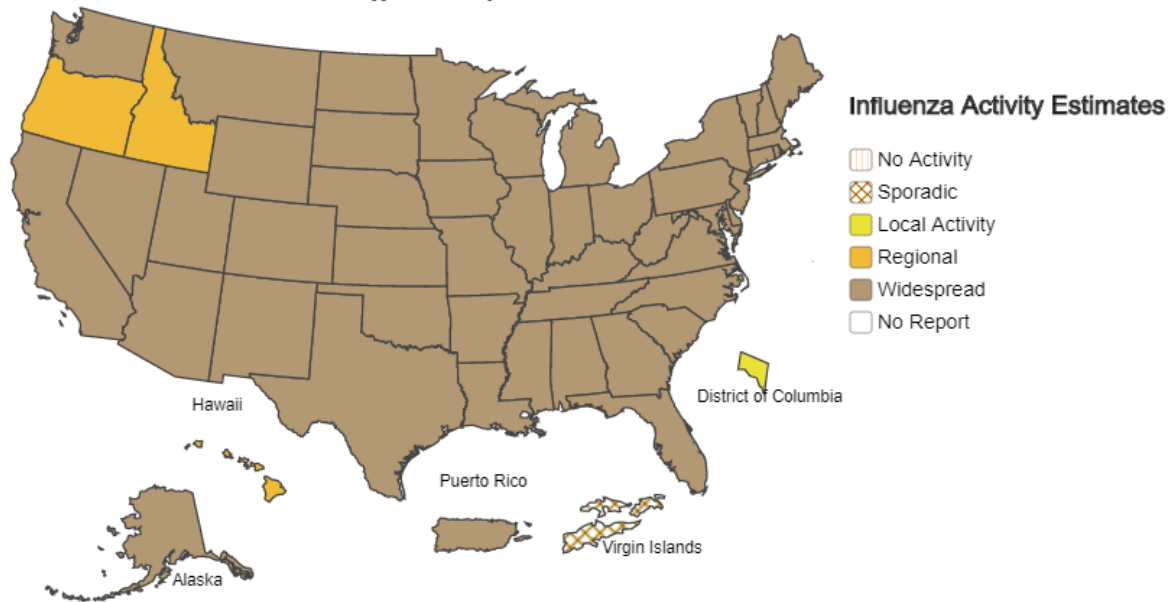 Influenza Activity Estimates
No Activity
Sporadic
Local Activity
Regional
Widespread
No Report
District of Columbia
Hawaii
Puerto Rico
Virgin Islands
Alaska